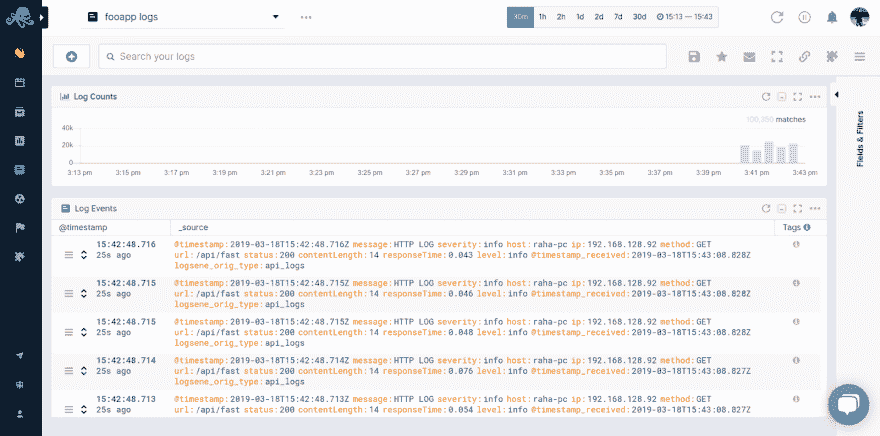 fooapp logs
30m 1h 2h 1d 2d 7d 30d 15:13 — 15:43
Search your logs
Log Counts
matches
40k
20k
0
3:13 pm 3:15 pm 3:17 pm 3:19 pm 3:21 pm 3:23 pm 3:25 pm 3:27 pm 3:29 pm 3:31 pm 3:33 pm 3:35 pm 3:37 pm 3:39 pm 3:41 pm 3:43 pm
Fields & Filters
Log Events
@timestamp _source Tags
15:42:48.716 @timestamp:2019-03-18T15:42:48.716Z message:HTTP LOG severity:info host:raha-pc ip:192.168.128.92 method:GET
25s ago url:/api/fast status:200 contentLength:14 responseTime:0.043 level:info @timestamp_received:2019-03-18T15:43:08.828Z
logsene_orig_type:api_logs
15:42:48.715 @timestamp:2019-03-18T15:42:48.715Z message:HTTP LOG severity:info host:raha-pc ip:192.168.128.92 method:GET
25s ago url:/api/fast status:200 contentLength:14 responseTime:0.046 level:info @timestamp_received:2019-03-18T15:43:08.828Z
logsene_orig_type:api_logs
15:42:48.715 @timestamp:2019-03-18T15:42:48.715Z message:HTTP LOG severity:info host:raha-pc ip:192.168.128.92 method:GET
25s ago url:/api/fast status:200 contentLength:14 responseTime:0.048 level:info @timestamp_received:2019-03-18T15:43:08.828Z
logsene_orig_type:api_logs
15:42:48.714 @timestamp:2019-03-18T15:42:48.714Z message:HTTP LOG severity:info host:raha-pc ip:192.168.128.92 method:GET
25s ago url:/api/fast status:200 contentLength:14 responseTime:0.076 level:info @timestamp_received:2019-03-18T15:43:08.827Z
logsene_orig_type:api_logs
15:42:48.713 @timestamp:2019-03-18T15:42:48.713Z message:HTTP LOG severity:info host:raha-pc ip:192.168.128.92 method:GET
25s ago url:/api/fast status:200 contentLength:14 responseTime:0.054 level:info @timestamp_received:2019-03-18T15:43:08.827Z